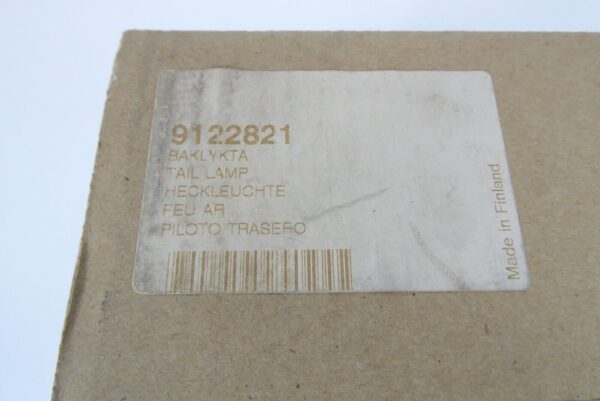 9122821
BAKLYKTA
TAIL LAMP
HECKLEUCHTE
FEU AR
PILOTO TRASERO
Made in Finland